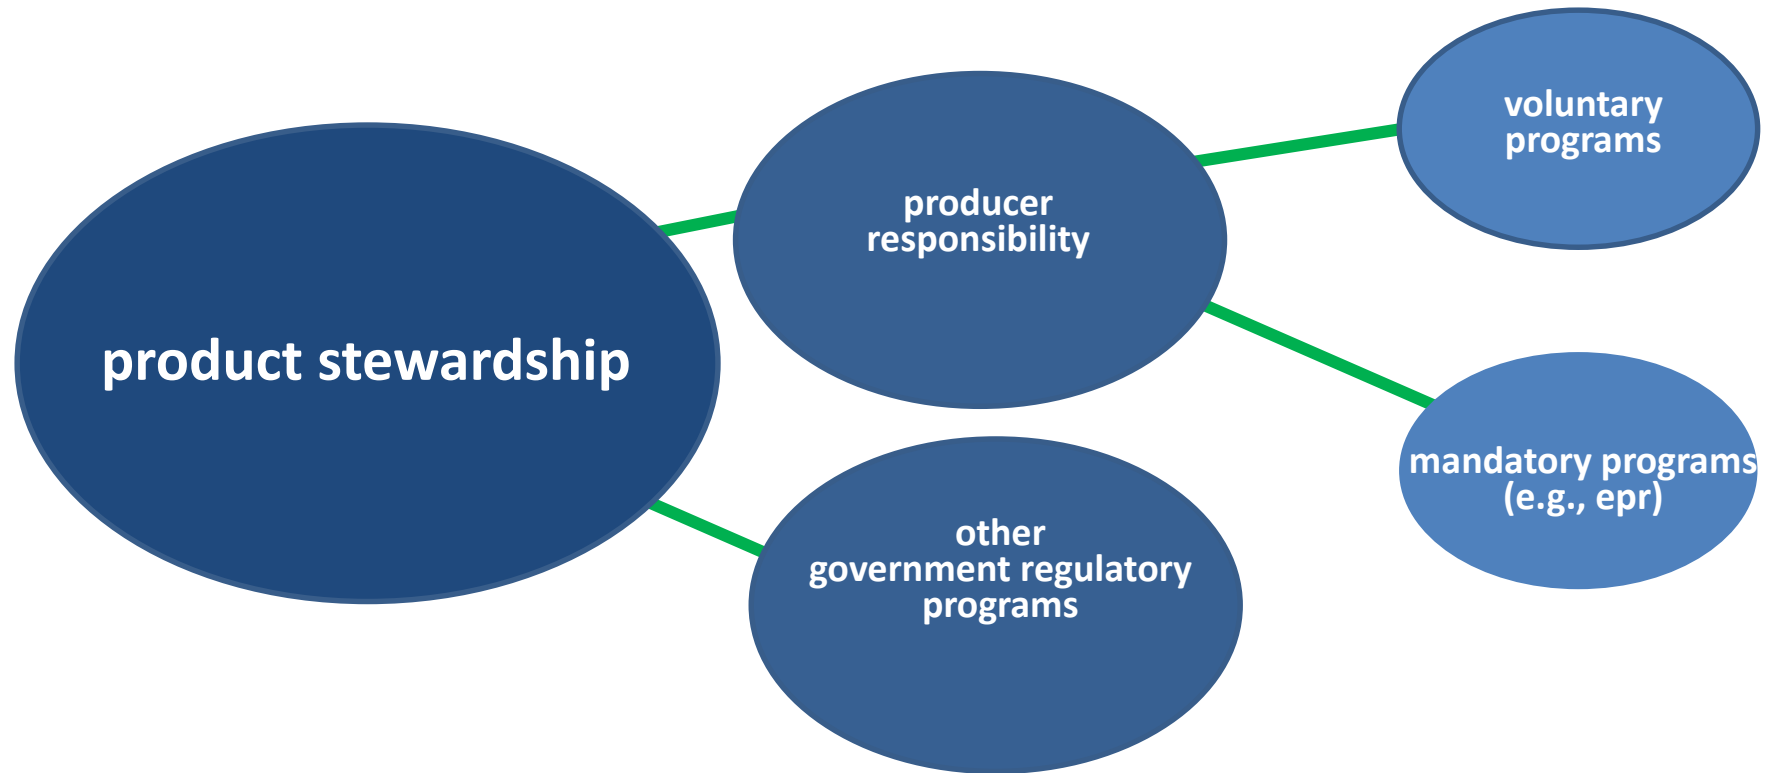 product stewardship
producer
responsibility
other
government regulatory
programs
voluntary
programs
mandatory programs
(e.g., epr)